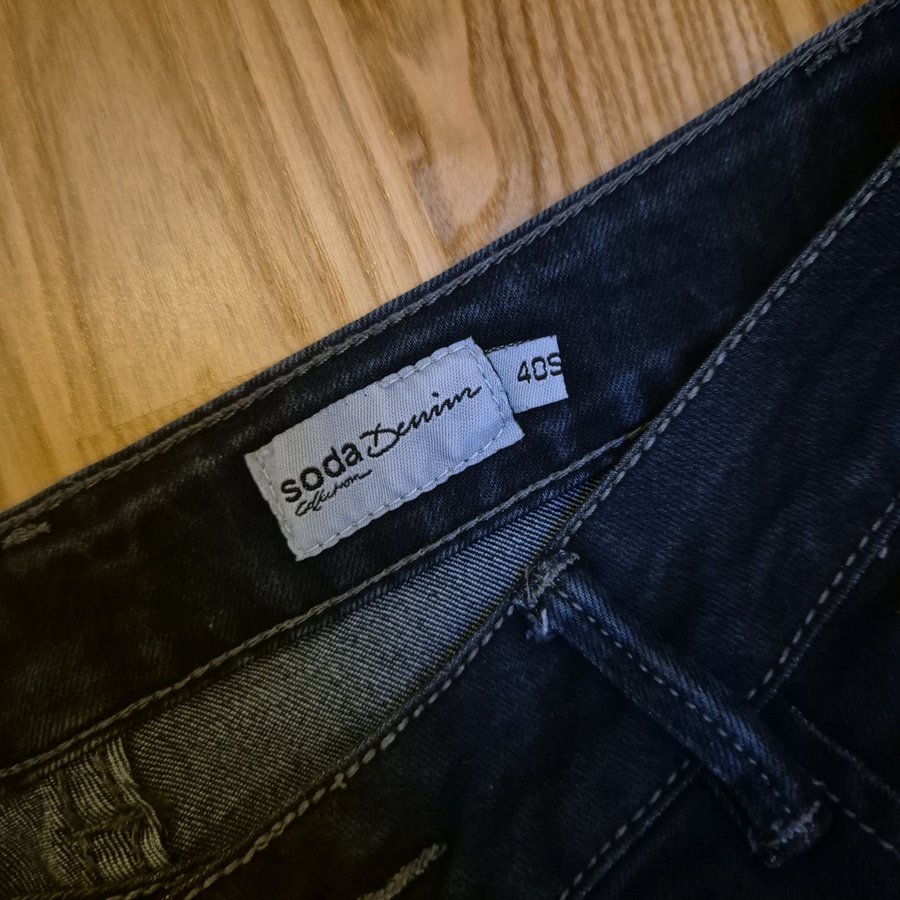 soda Denim
Collection
40S